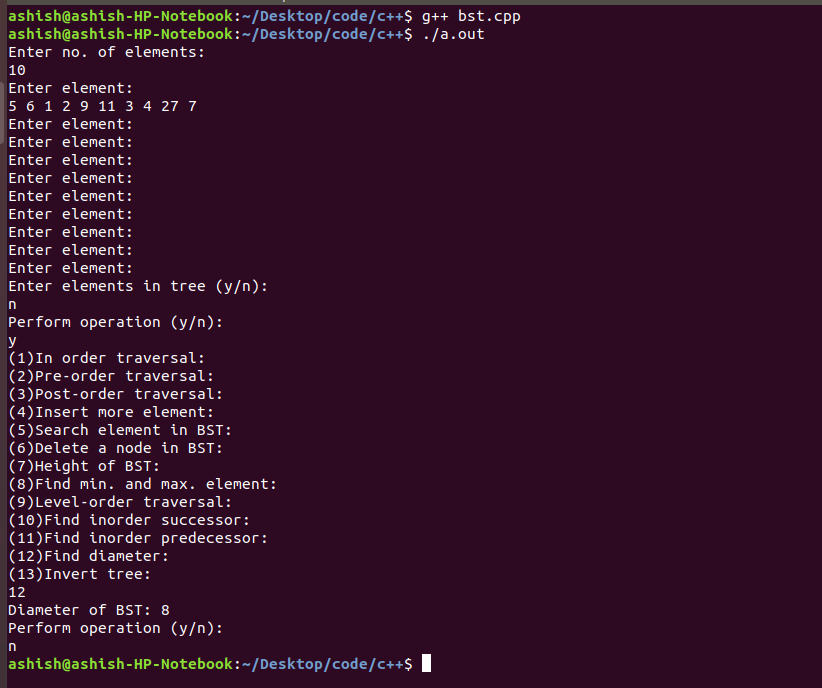 ashish@ashish-HP-Notebook:~/Desktop/code/c++$ g++ bst.cpp
ashish@ashish-HP-Notebook:~/Desktop/code/c++$ ./a.out
Enter no. of elements:
10
Enter element:
5 6 1 2 9 11 3 4 27 7
Enter element:
Enter element:
Enter element:
Enter element:
Enter element:
Enter element:
Enter element:
Enter element:
Enter element:
Enter elements in tree (y/n):
n
Perform operation (y/n):
y
(1)In order traversal:
(2)Pre-order traversal:
(3)Post-order traversal:
(4)Insert more element:
(5)Search element in BST:
(6)Delete a node in BST:
(7)Height of BST:
(8)Find min. and max. element:
(9)Level-order traversal:
(10)Find inorder successor:
(11)Find inorder predecessor:
(12)Find diameter:
(13)Invert tree:
12
Diameter of BST: 8
Perform operation (y/n):
n
ashish@ashish-HP-Notebook:~/Desktop/code/c++$